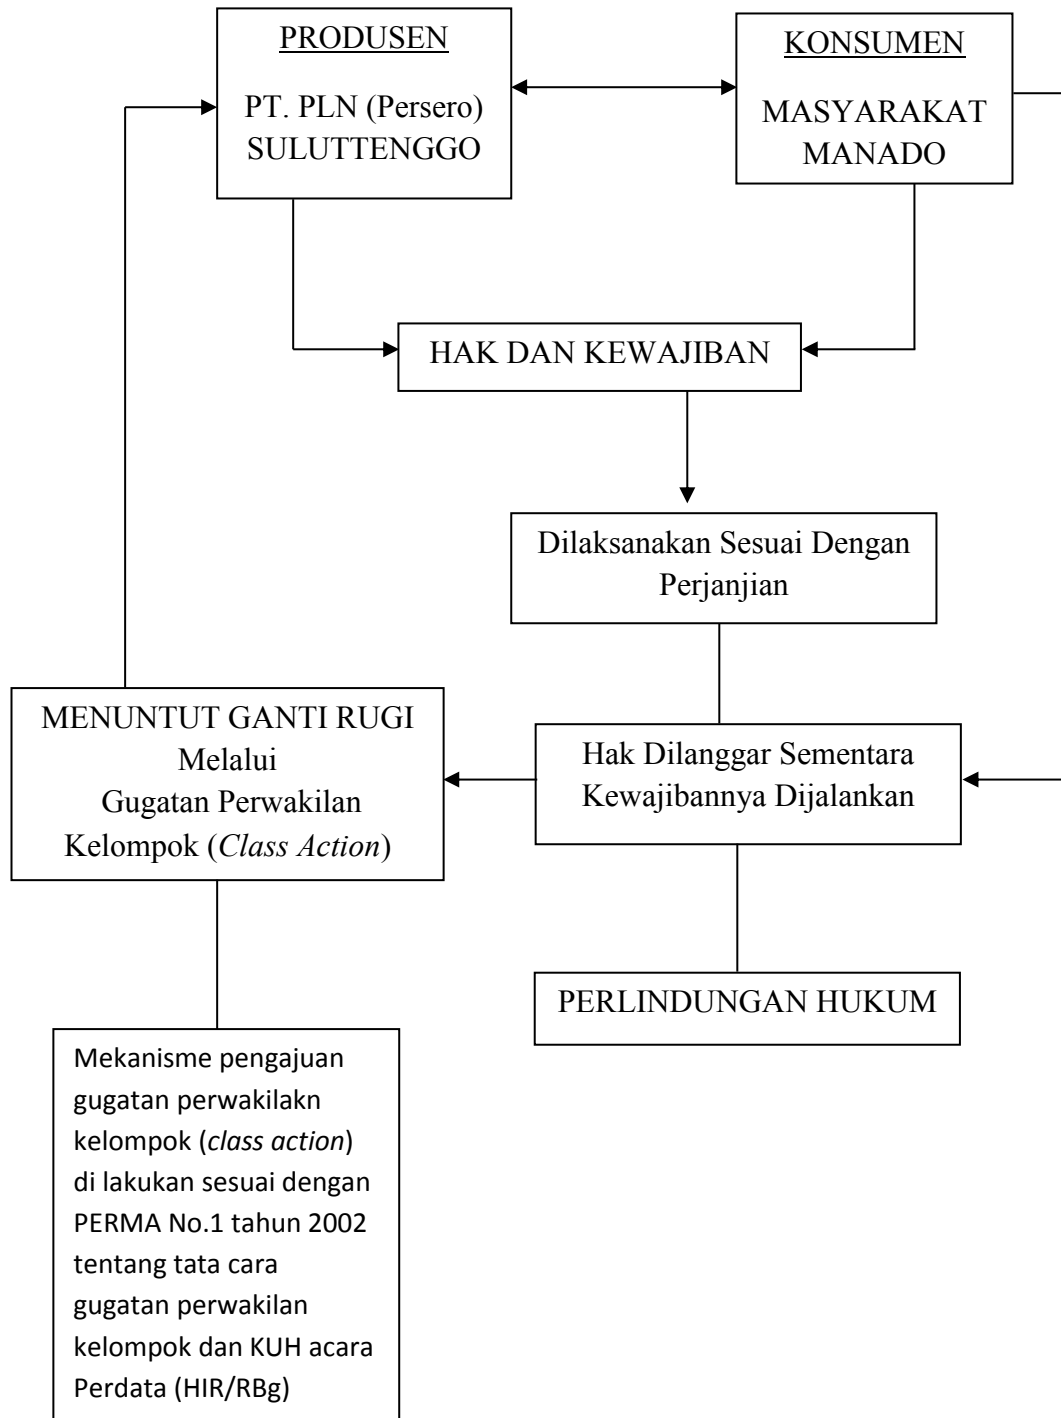 PRODUSEN
PT. PLN (Persero)
SULUTTENGGO
KONSUMEN
MASYARAKAT
MANADO
HAK DAN KEWAJIBAN
Dilaksanakan Sesuai Dengan
Perjanjian
MENUNTUT GANTI RUGI
Melalui
Gugatan Perwakilan
Kelompok (Class Action)
Hak Dilanggar Sementara
Kewajibannya Dijalankan
PERLINDUNGAN HUKUM
Mekanisme pengajuan
gugatan perwakilakn
kelompok (class action)
di lakukan sesuai dengan
PERMA No.1 tahun 2002
tentang tata cara
gugatan perwakilan
kelompok dan KUH acara
Perdata (HIR/RBg)